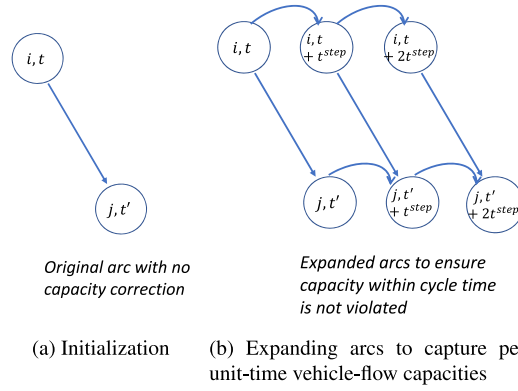 i, t
i, t
i, t
+ t^step
i, t
+ 2t^step
j, t'
j, t'
j, t'
+ t^step
j, t'
+ 2t^step
Original arc with no
capacity correction
Expanded arcs to ensure
capacity within cycle time
is not violated
(a) Initialization
(b) Expanding arcs to capture pe
unit-time vehicle-flow capacities